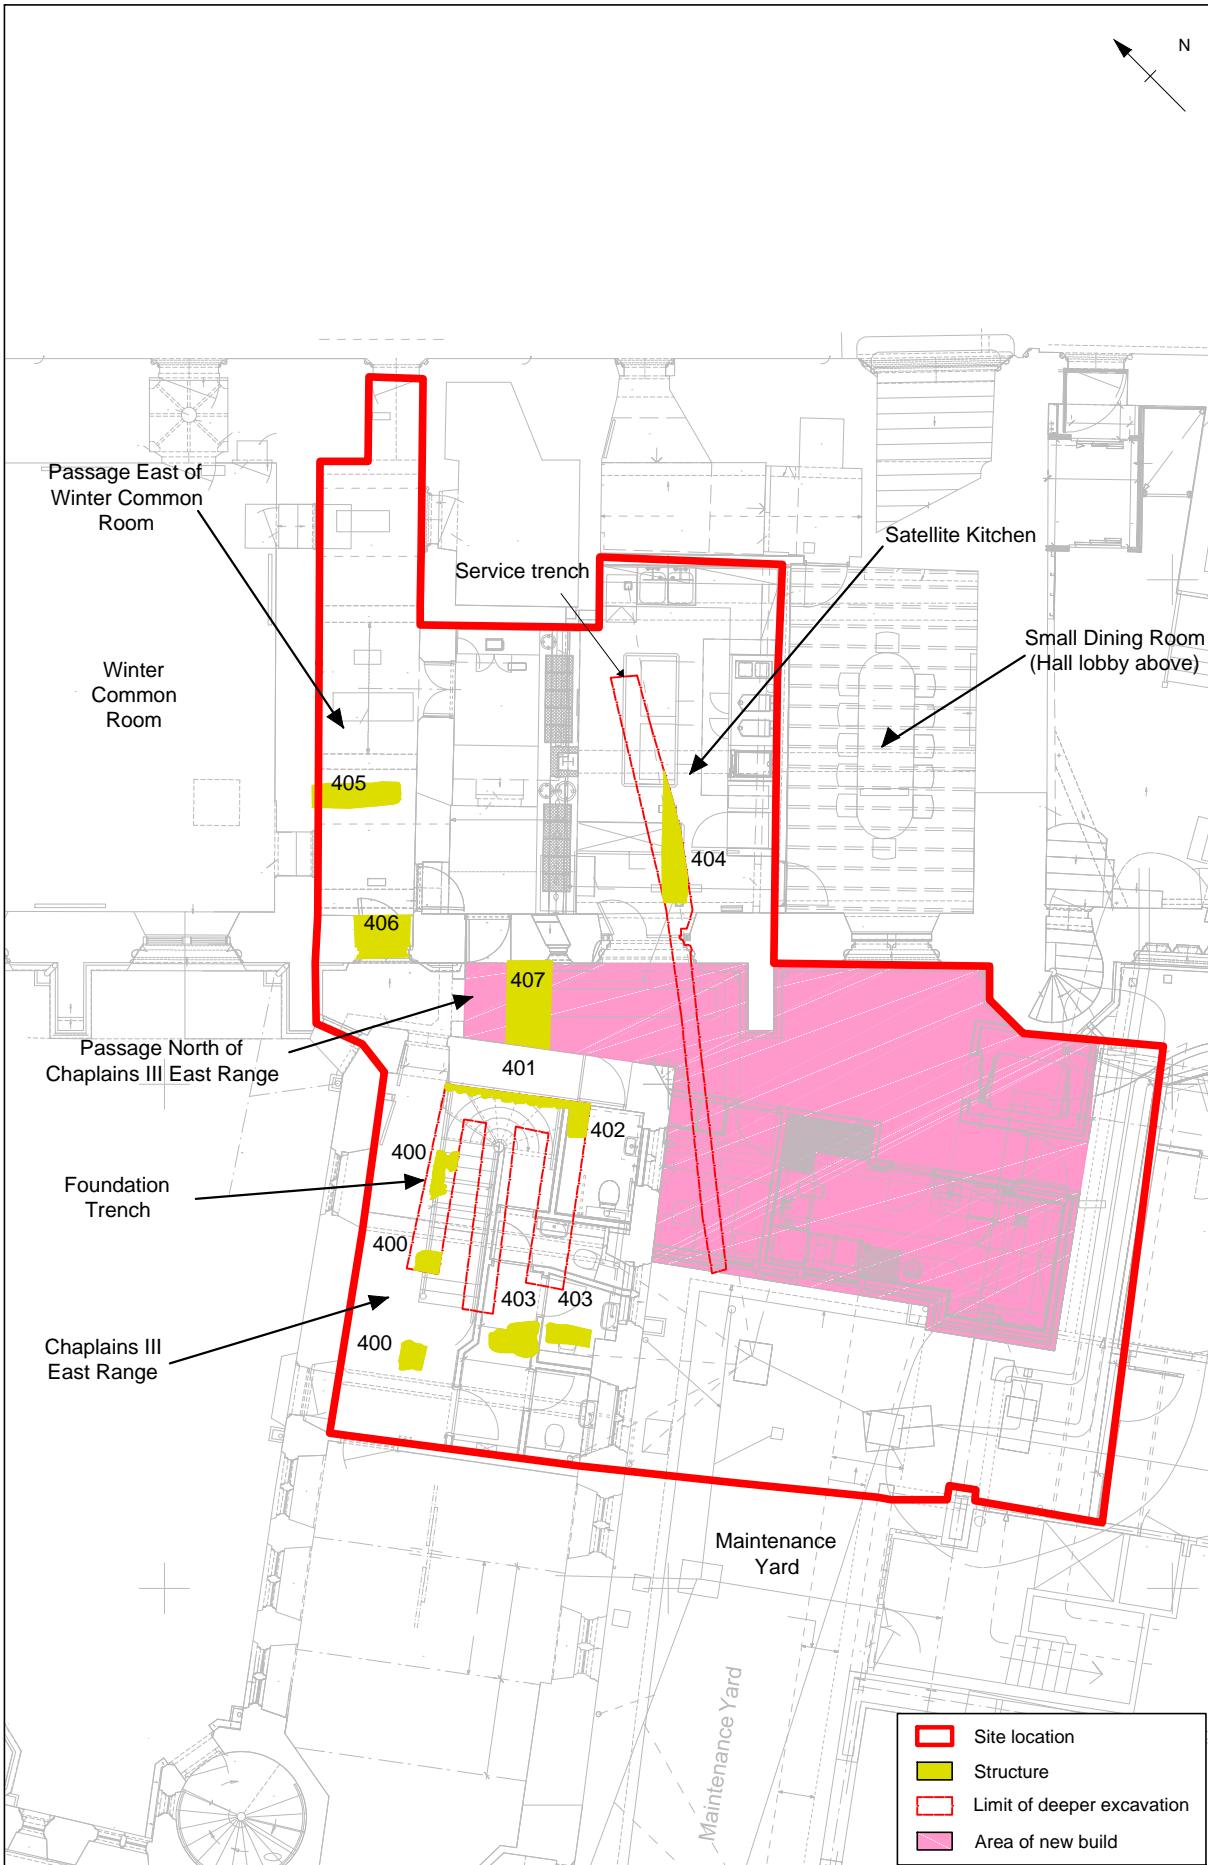 N
Passage East of
Winter Common
Room
Satellite Kitchen
Service trench
Small Dining Room
(Hall lobby above)
Winter
Common
Room
405
404
406
407
Passage North of
Chaplains III East Range
401
402
400
Foundation
Trench
400
403
403
400
Chaplains III
East Range
Maintenance
Yard
Maintenance Yard
Site location
Structure
Limit of deeper excavation
Area of new build